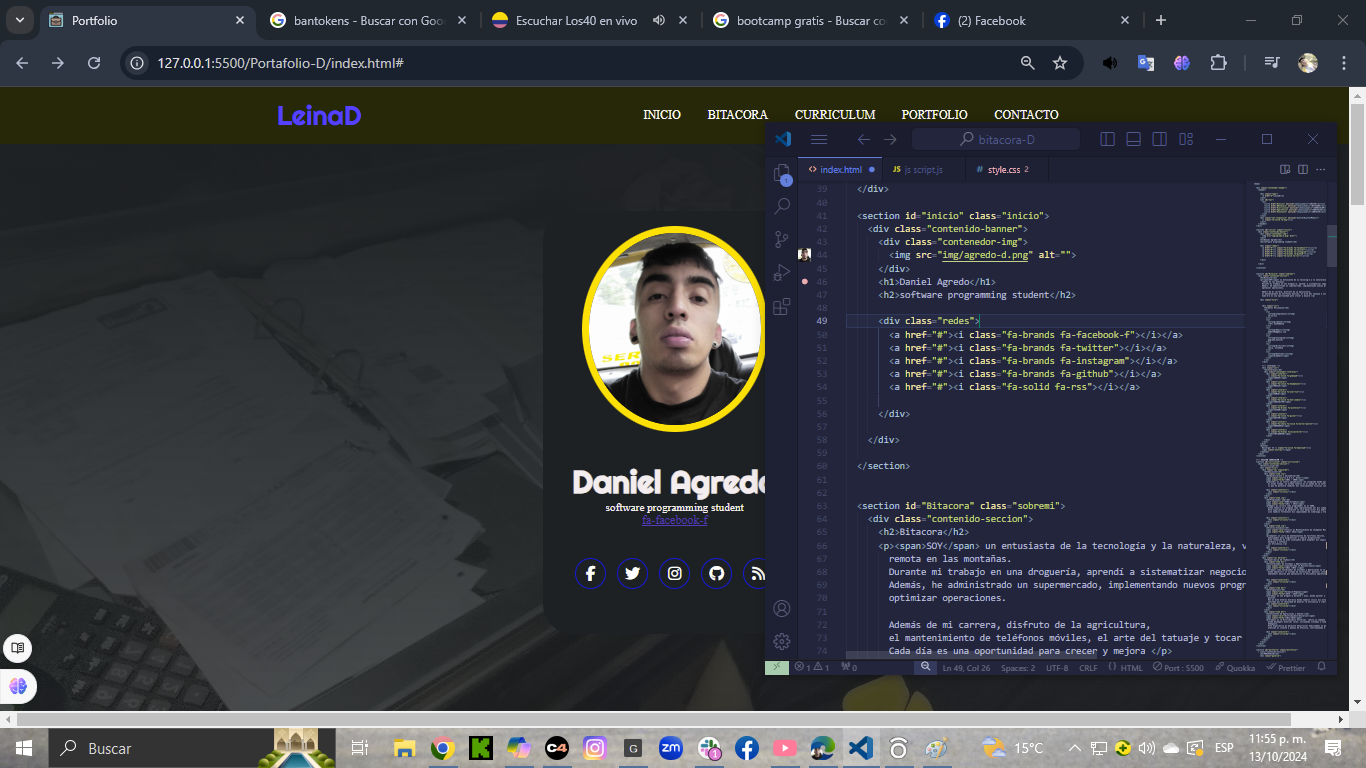 Portfolio
bantokens - Buscar con Goo
Escuchar Los40 en vivo
bootcamp gratis - Buscar co
(2) Facebook
127.0.0.1:5500/Portafolio-D/index.html#
LeinaD
INICIO
BITACORA
CURRICULUM
PORTFOLIO
CONTACTO
Daniel Agredo
software programming student
fa-facebook-f
bitacora-D
index.html
JS js script.js
# style.css 2
39 </div>
40
41 <section id="inicio" class="inicio">
42 <div class="contenido-banner">
43 <div class="contenedor-img">
44 <img src="img/agredo-d.png" alt="">
45 </div>
46 <h1>Daniel Agredo</h1>
47 <h2>software programming student</h2>
48
49 <div class="redes">
50 <a href="#"><i class="fa-brands fa-facebook-f"></i></a>
51 <a href="#"><i class="fa-brands fa-twitter"></i></a>
52 <a href="#"><i class="fa-brands fa-instagram"></i></a>
53 <a href="#"><i class="fa-brands fa-github"></i></a>
54 <a href="#"><i class="fa-solid fa-rss"></i></a>
55
56 </div>
57
58 </div>
59
60 </section>
61
62
63 <section id="Bitacora" class="sobremi">
64 <div class="contenido-seccion">
65 <h2>Bitacora</h2>
66 <p><span>SOY</span> un entusiasta de la tecnología y la naturaleza, v
67 remota en las montañas.
68 Durante mi trabajo en una droguería, aprendí a sistematizar negocio
69 Además, he administrado un supermercado, implementando nuevos progr
70 optimizar operaciones.
71
72 Además de mi carrera, disfruto de la agricultura,
73 el mantenimiento de teléfonos móviles, el arte del tatuaje y tocar
74 Cada día es una oportunidad para crecer y mejora </p>
1 1 0
Ln 49, Col 26
Spaces: 2
UTF-8
CRLF
HTML
Port : 5500
Quokka
Prettier
Buscar
15°C
ESP
11:55 p. m.
13/10/2024